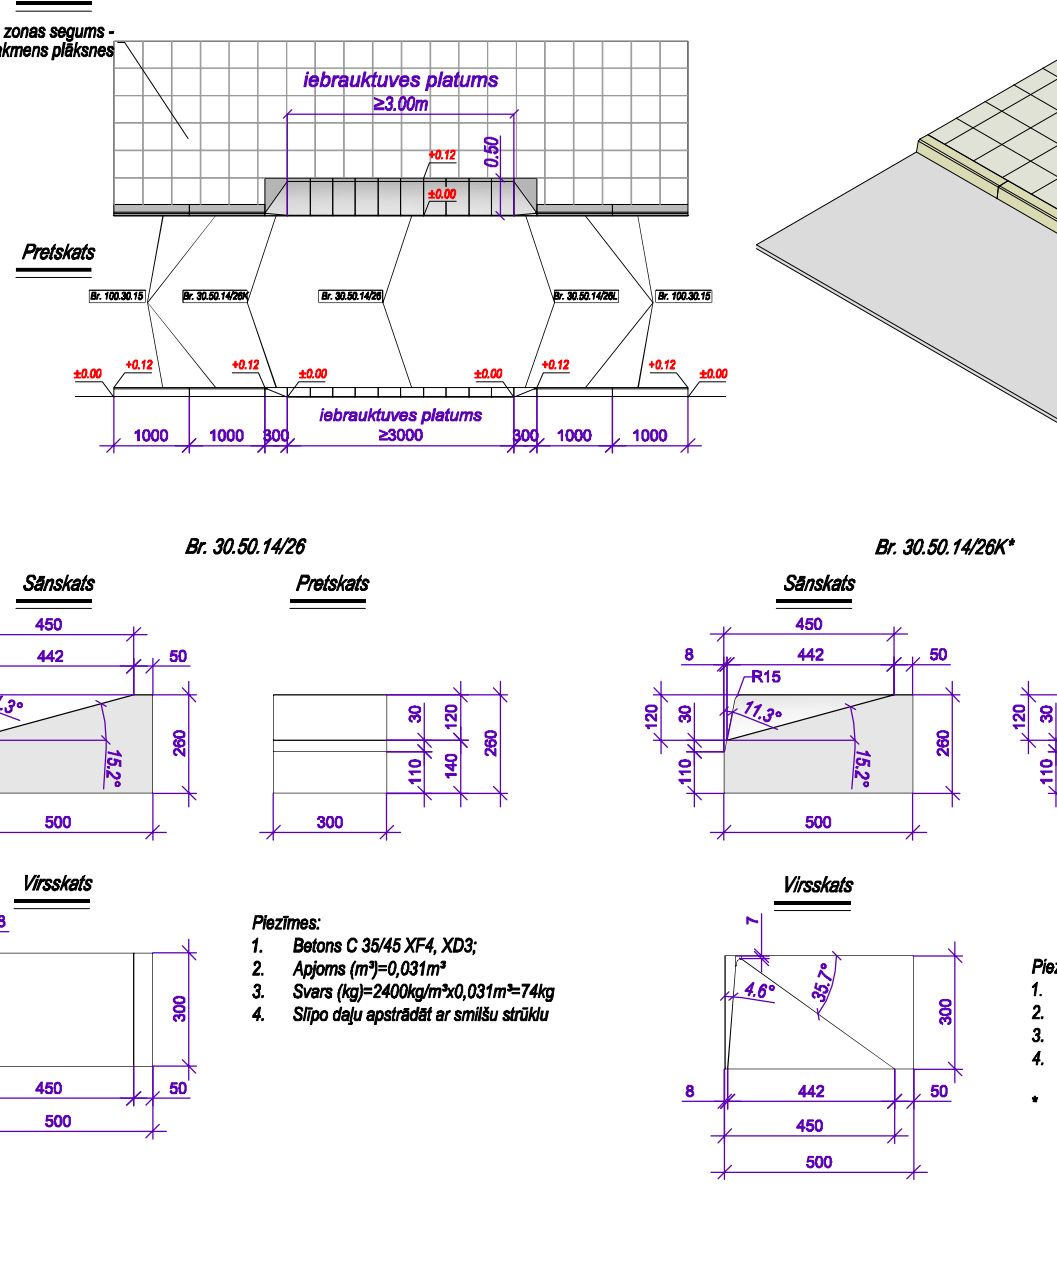 zonas segums -
plāksnes
iebrauktuves platums
≥3.00m
0.50
+0.12
±0.00
Pretskats
Br. 100.30.15
Br. 30.50.14/26K
Br. 30.50.14/26
Br. 30.50.14/26L
Br. 100.30.15
±0.00
+0.12
+0.12
±0.00
±0.00
+0.12
+0.12
±0.00
iebrauktuves platums
1000
1000
300
≥3000
300
1000
1000
Br. 30.50.14/26
Br. 30.50.14/26K*
Sānskats
Pretskats
Sānskats
450
442
50
15.2°
260
500
30
120
110
140
260
300
450
8
442
50
R15
120
30
110
11.3°
15.2°
260
500
120
30
110
Virsskats
300
450
50
500
Piezīmes:
1. Betons C 35/45 XF4, XD3;
2. Apjoms (m³)=0,031m³
3. Svars (kg)=2400kg/m³x0,031m³=74kg
4. Slīpo daļu apstrādāt ar smilšu strūklu
Virsskats
7
4.6°
35.7°
300
8
442
50
450
500
1.
2.
3.
4.
*